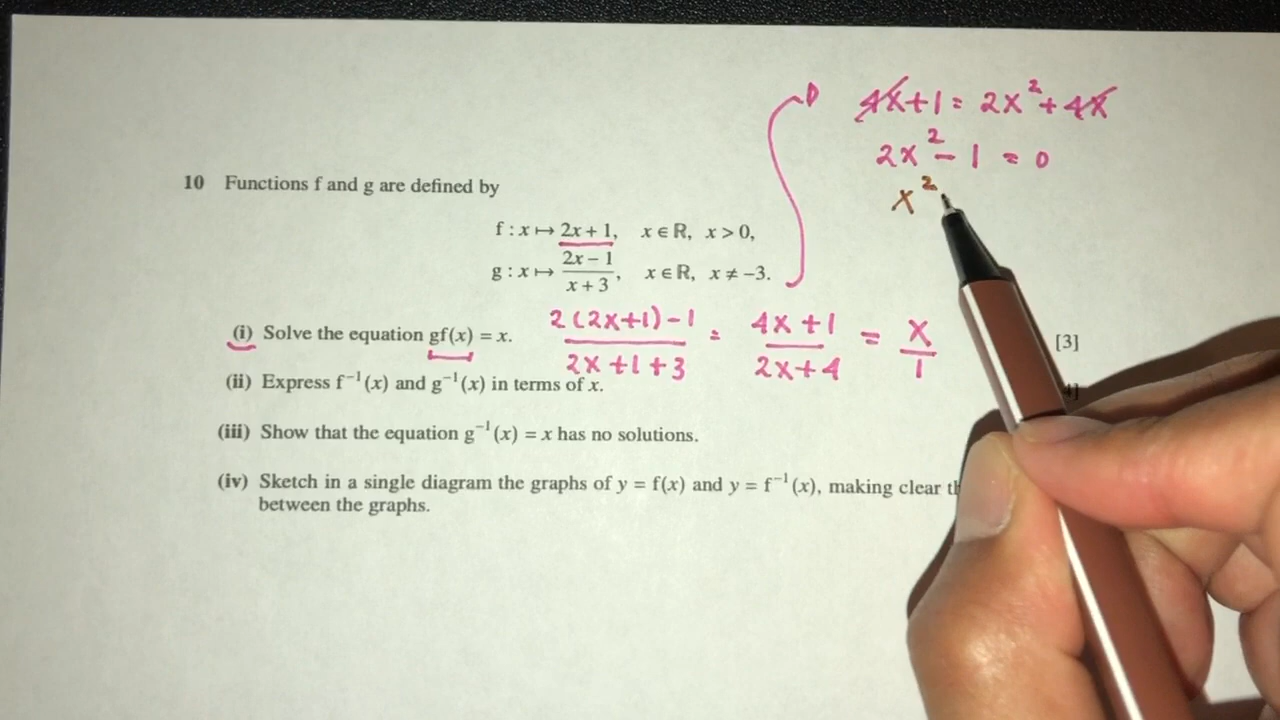 4x+1 = 2x²+4x
2x² - 1 = 0
x²
10 Functions f and g are defined by
f : x ↦ 2x + 1, x ∈ ℝ, x > 0,
g : x ↦ (2x − 1)/(x + 3), x ∈ ℝ, x ≠ −3.
(i) Solve the equation gf(x) = x. (2(2x+1)-1)/(2x+1+3) = (4x+1)/(2x+4) = x/1 [3]
(ii) Express f⁻¹(x) and g⁻¹(x) in terms of x. 4]
(iii) Show that the equation g⁻¹(x) = x has no solutions.
(iv) Sketch in a single diagram the graphs of y = f(x) and y = f⁻¹(x), making clear
between the graphs.